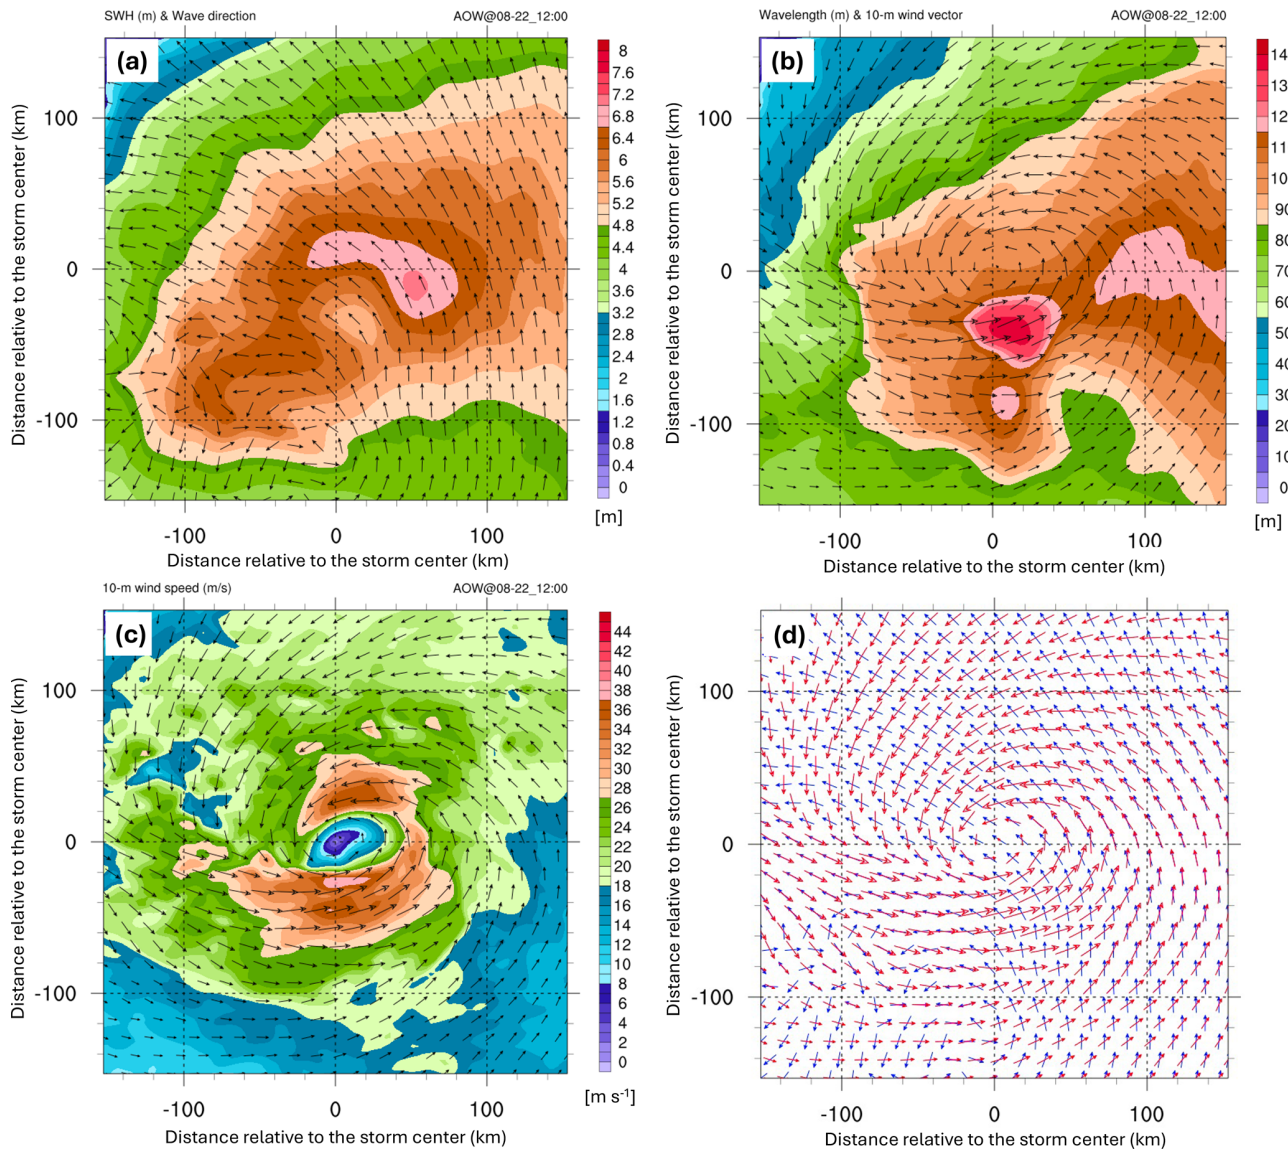 SWH (m) & Wave direction AOW@08-22_12:00
(a)
Distance relative to the storm center (km)
100
0
-100
-100 0 100
Distance relative to the storm center (km)
8
7.6
7.2
6.8
6.4
6
5.6
5.2
4.8
4.4
4
3.6
3.2
2.8
2.4
2
1.6
1.2
0.8
0.4
0
[m]
Wavelength (m) & 10-m wind vector AOW@08-22_12:00
(b)
Distance relative to the storm center (km)
100
0
-100
-100 0 100
Distance relative to the storm center (km)
[m]
10-m wind speed (m/s) AOW@08-22_12:00
(c)
Distance relative to the storm center (km)
100
0
-100
-100 0 100
Distance relative to the storm center (km)
44
42
40
38
36
34
32
30
28
26
24
22
20
18
16
14
12
10
8
6
4
2
0
[m s-1]
(d)
Distance relative to the storm center (km)
100
0
-100
-100 0 100
Distance relative to the storm center (km)